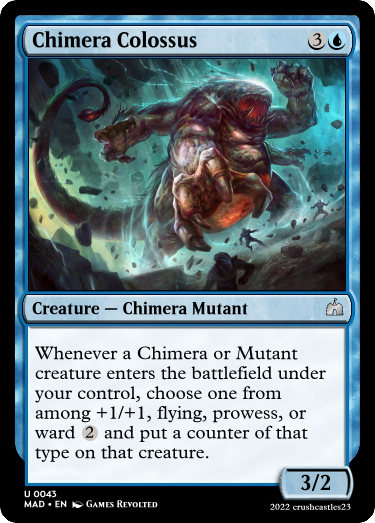 Chimera Colossus 3
Creature — Chimera Mutant
Whenever a Chimera or Mutant
creature enters the battlefield under
your control, choose one from
among +1/+1, flying, prowess, or
ward 2 and put a counter of that
type on that creature.
3/2
U 0043
MAD • EN Games Revolted
2022 crushcastles23